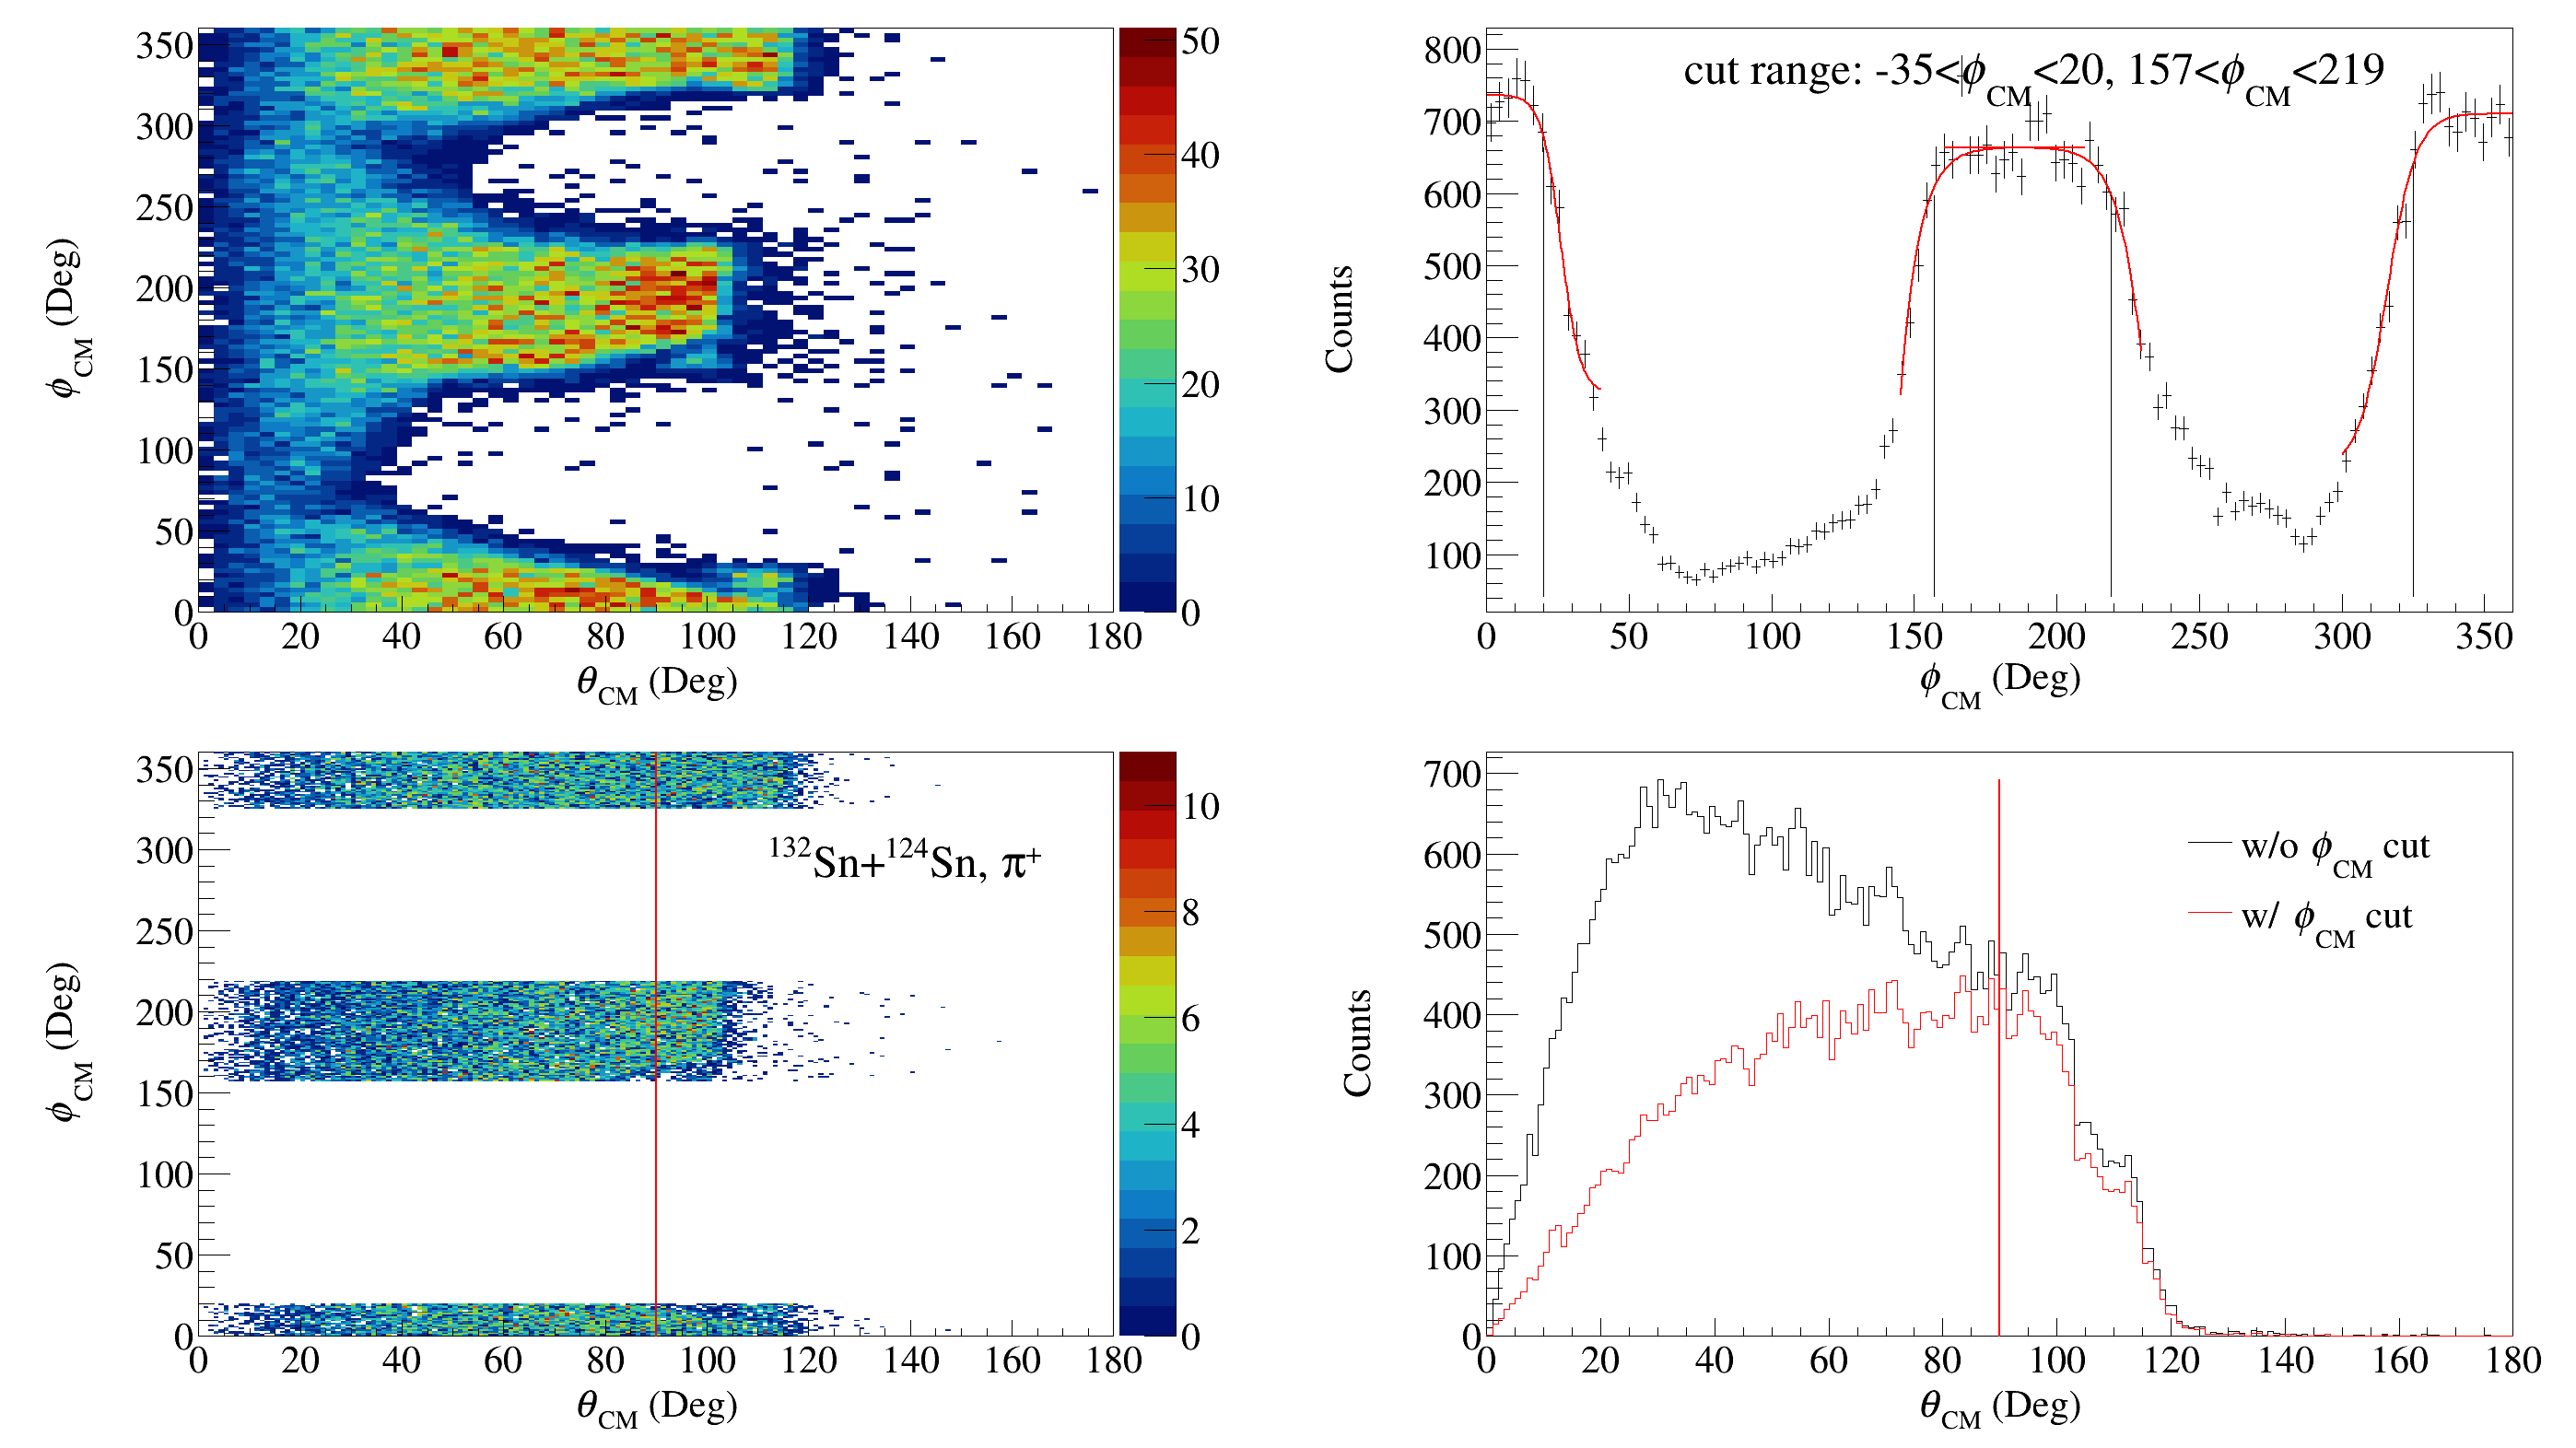 350
300
250
200
150
100
50
0
0 20 40 60 80 100 120 140 160 180
50
40
30
20
10
0
ϕCM (Deg)
θCM (Deg)
cut range: -35<ϕCM<20, 157<ϕCM<219
800
700
600
500
400
300
200
100
0 50 100 150 200 250 300 350
Counts
ϕCM (Deg)
350
300
250
200
150
100
50
0
0 20 40 60 80 100 120 140 160 180
10
8
6
4
2
0
132Sn+124Sn, π+
ϕCM (Deg)
θCM (Deg)
700
600
500
400
300
200
100
0
0 20 40 60 80 100 120 140 160 180
w/o ϕCM cut
w/ ϕCM cut
Counts
θCM (Deg)